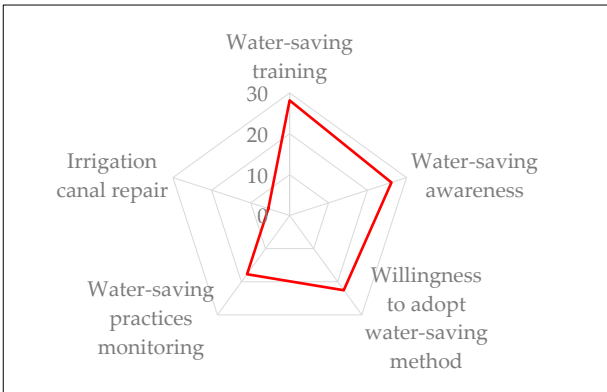 Water-saving
training
30
20
10
0
Water-saving
awareness
Willingness
to adopt
water-saving
method
Water-saving
practices
monitoring
Irrigation
canal repair